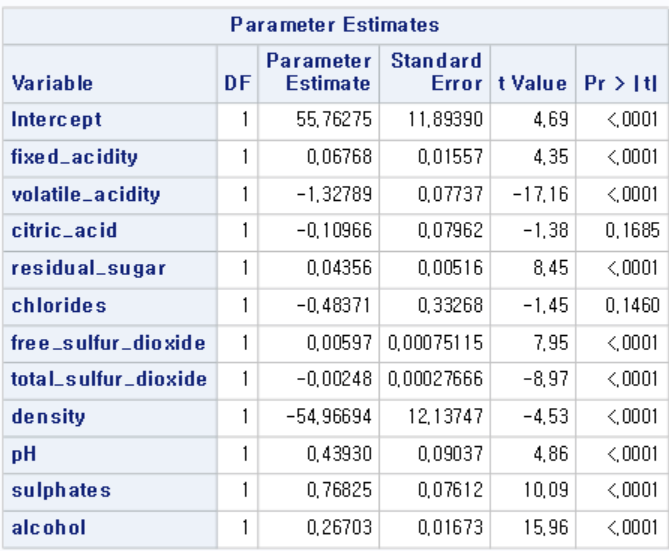 Parameter Estimates
Variable DF Parameter Estimate Standard Error t Value Pr > |t|
Intercept 1 55,76275 11,89390 4,69 <,0001
fixed_acidity 1 0,06768 0,01557 4,35 <,0001
volatile_acidity 1 -1,32789 0,07737 -17,16 <,0001
citric_acid 1 -0,10966 0,07962 -1,38 0,1685
residual_sugar 1 0,04356 0,00516 8,45 <,0001
chlorides 1 -0,48371 0,33268 -1,45 0,1460
free_sulfur_dioxide 1 0,00597 0,00075115 7,95 <,0001
total_sulfur_dioxide 1 -0,00248 0,00027666 -8,97 <,0001
density 1 -54,96694 12,13747 -4,53 <,0001
pH 1 0,43930 0,09037 4,86 <,0001
sulphates 1 0,76825 0,07612 10,09 <,0001
alcohol 1 0,26703 0,01673 15,96 <,0001